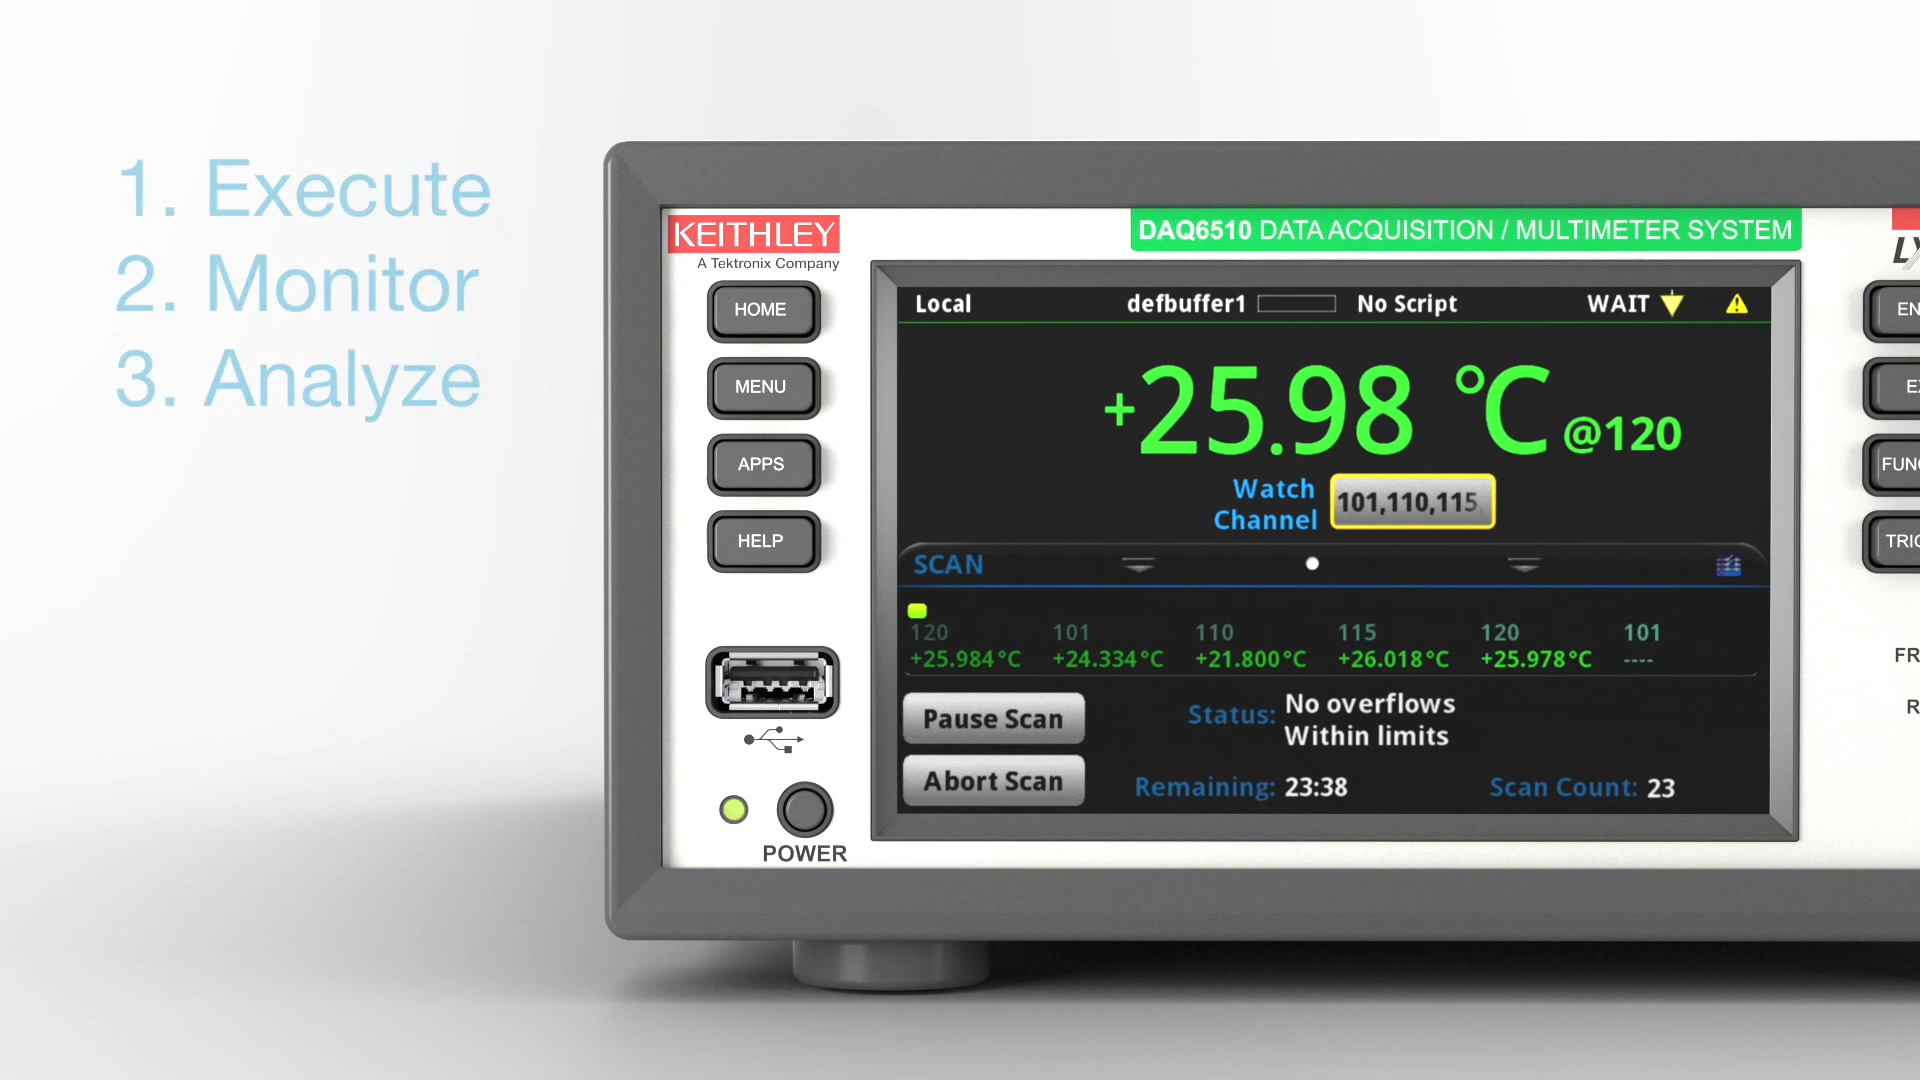 1. Execute
2. Monitor
3. Analyze
KEITHLEY
A Tektronix Company
DAQ6510 DATA ACQUISITION / MULTIMETER SYSTEM
HOME
MENU
APPS
HELP
POWER
Local defbuffer1 No Script WAIT
+25.98 °C @120
Watch
Channel
101,110,115
SCAN
120 101 110 115 120 101
+25.984°C +24.334°C +21.800°C +26.018°C +25.978°C ----
Pause Scan
Abort Scan
Status: No overflows
Within limits
Remaining: 23:38 Scan Count: 23